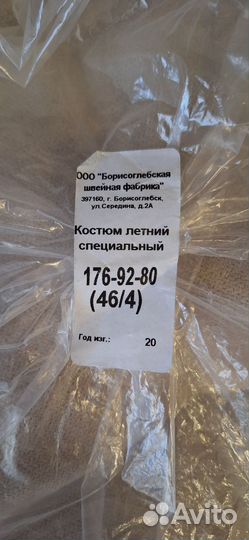 ООО "Борисоглебская
швейная фабрика"
397160, г. Борисоглебск,
ул.Середина, д.2А
Костюм летний
специальный
176-92-80
(46/4)
Год изг.: 20
Avito